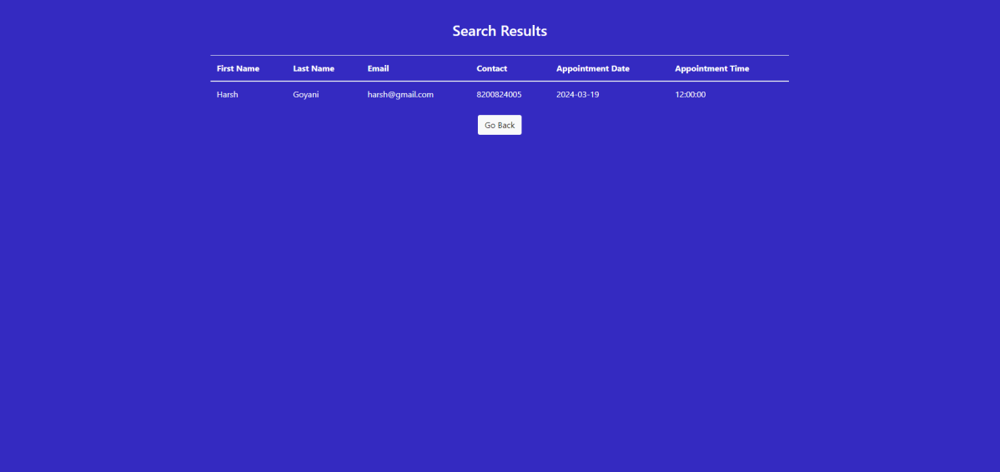 Search Results
First Name Last Name Email Contact Appointment Date Appointment Time
Harsh Goyani harsh@gmail.com 8200824005 2024-03-19 12:00:00
Go Back